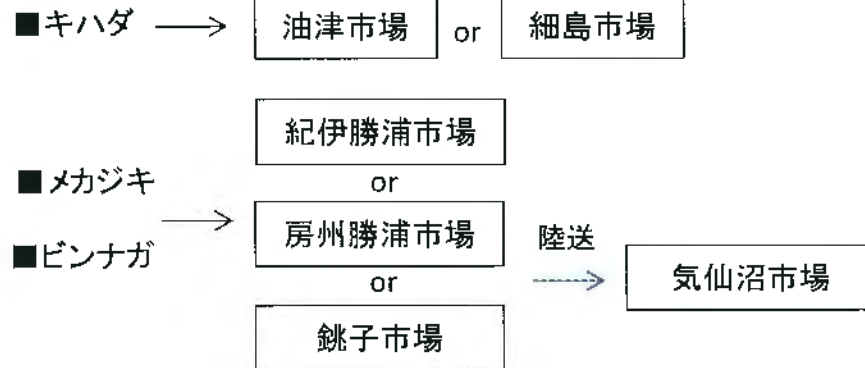 ■キハダ → 油津市場 or 細島市場
紀伊勝浦市場
■メカジキ
or
→ 房州勝浦市場
陸送
■ビンナガ
or
気仙沼市場
銚子市場